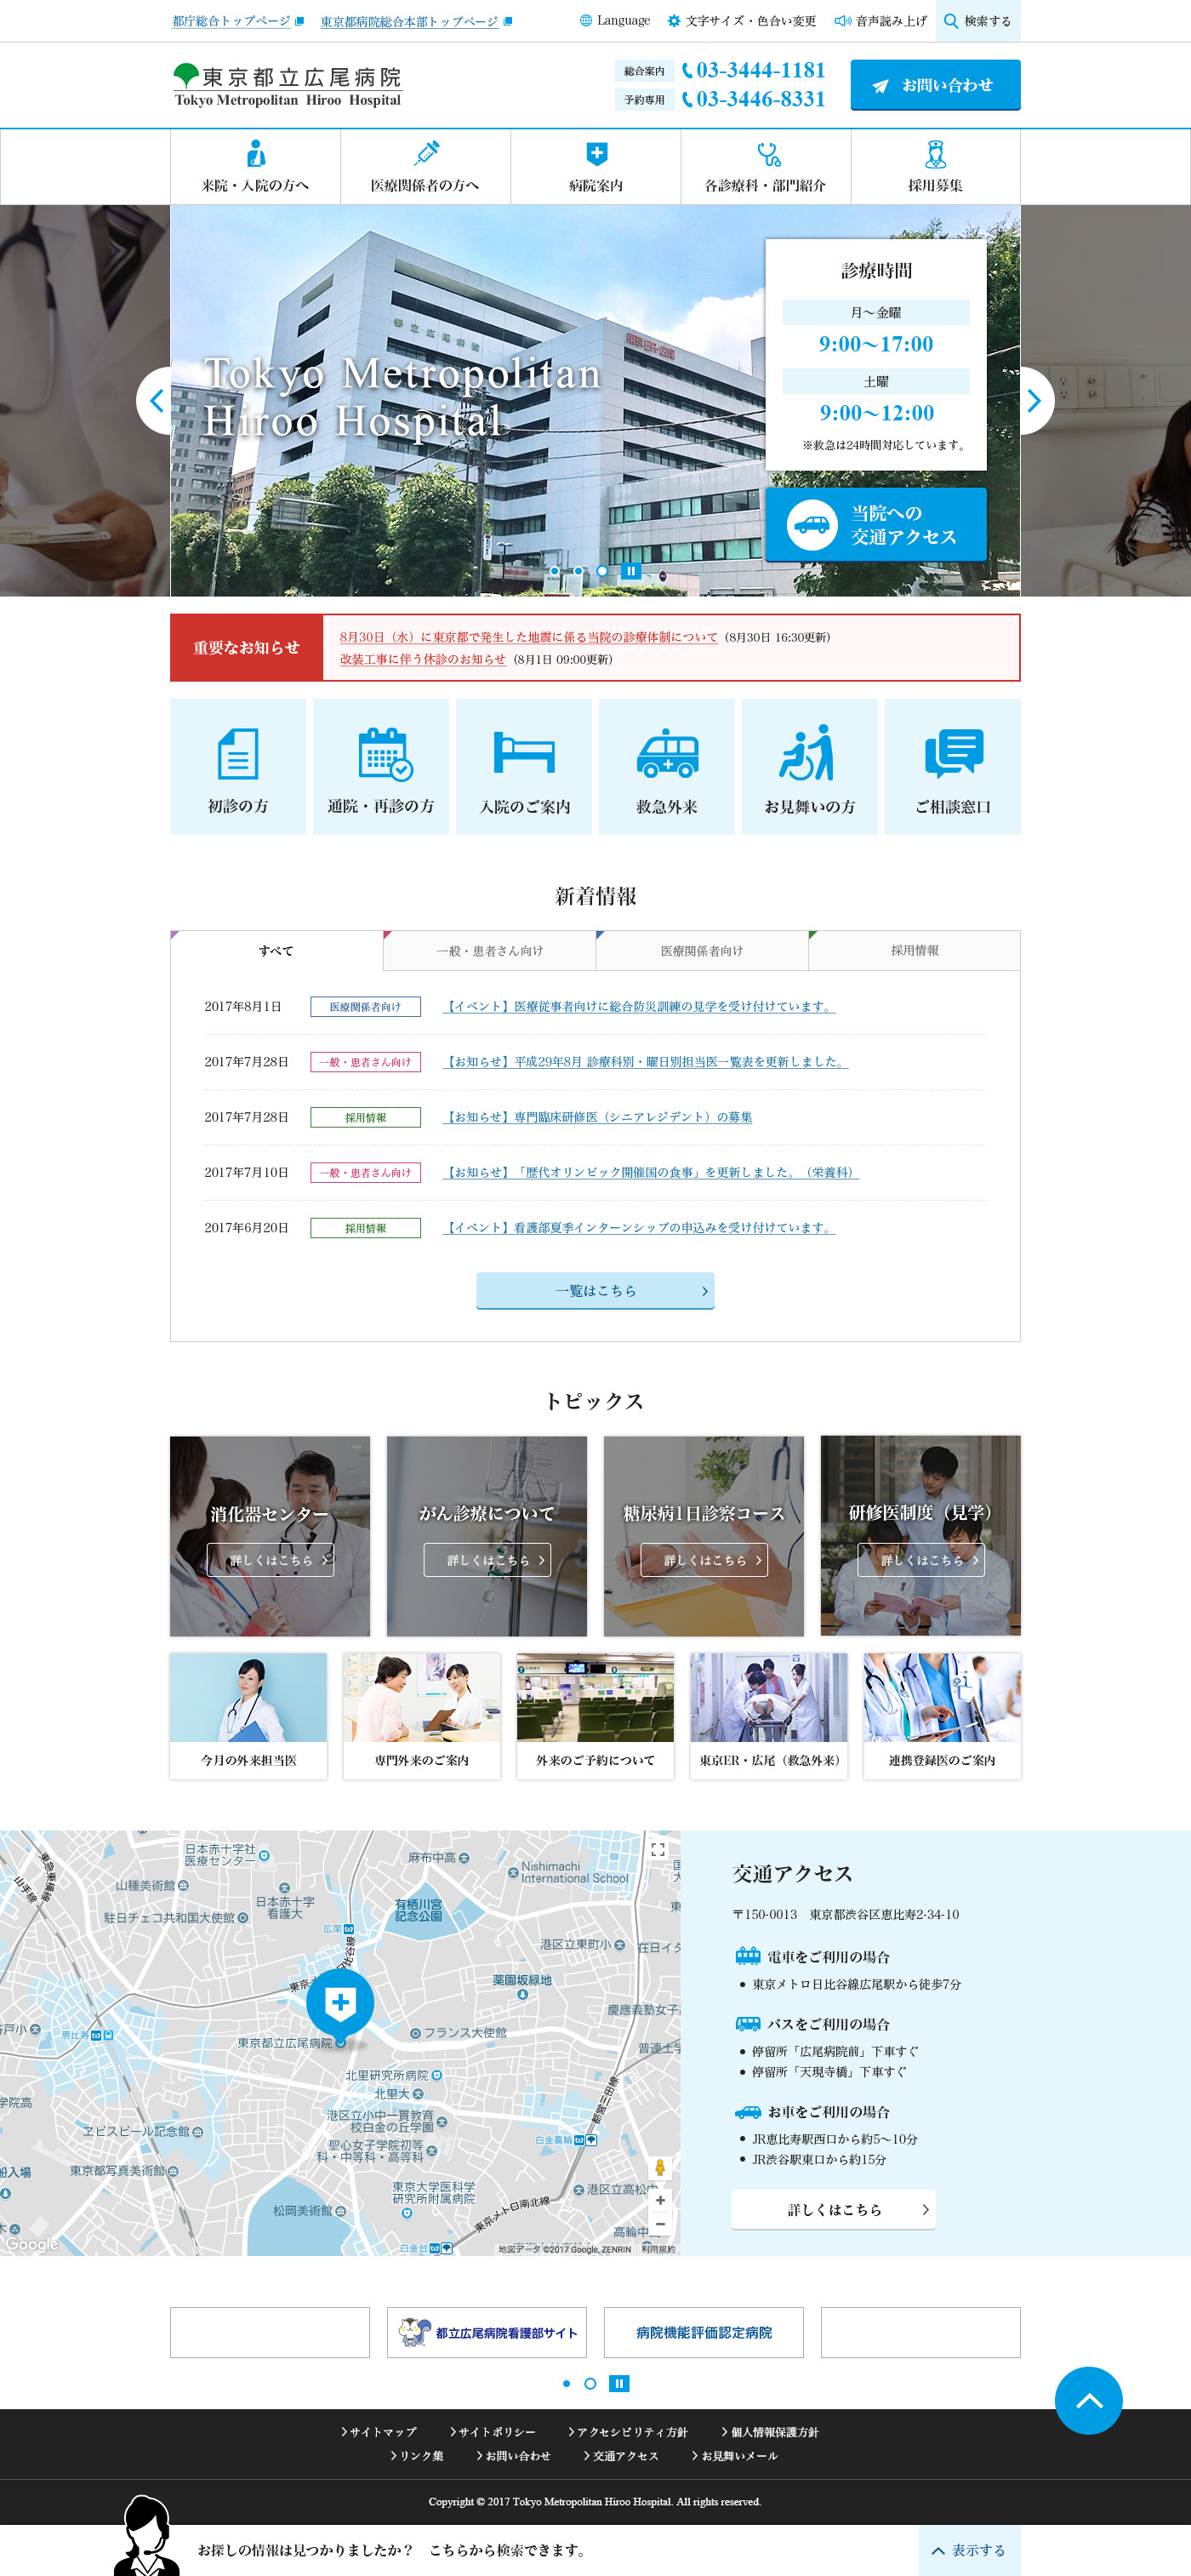 都庁総合トップページ 東京都病院総合本部トップページ Language 文字サイズ・色合い変更 音声読み上げ 検索する
東京都立広尾病院
Tokyo Metropolitan Hiroo Hospital
総合案内 03-3444-1181
予約専用 03-3446-8331
お問い合わせ
来院・入院の方へ 医療関係者の方へ 病院案内 各診療科・部門紹介 採用募集
都立広尾病院
Tokyo Metropolitan
Hiroo Hospital
診療時間
月〜金曜
9:00〜17:00
土曜
9:00〜12:00
※救急は24時間対応しています。
当院への
交通アクセス
重要なお知らせ
8月30日（水）に東京都で発生した地震に係る当院の診療体制について（8月30日 16:30更新）
改装工事に伴う休診のお知らせ（8月1日 09:00更新）
初診の方 通院・再診の方 入院のご案内 救急外来 お見舞いの方 ご相談窓口
新着情報
すべて 一般・患者さん向け 医療関係者向け 採用情報
2017年8月1日 医療関係者向け 【イベント】医療従事者向けに総合防災訓練の見学を受け付けています。
2017年7月28日 一般・患者さん向け 【お知らせ】平成29年8月 診療科別・曜日別担当医一覧表を更新しました。
2017年7月28日 採用情報 【お知らせ】専門臨床研修医（シニアレジデント）の募集
2017年7月10日 一般・患者さん向け 【お知らせ】「歴代オリンピック開催国の食事」を更新しました。（栄養科）
2017年6月20日 採用情報 【イベント】看護部夏季インターンシップの申込みを受け付けています。
一覧はこちら
トピックス
消化器センター がん診療について 糖尿病1日診察コース 研修医制度（見学）
詳しくはこちら 詳しくはこちら 詳しくはこちら 詳しくはこちら
今月の外来担当医 専門外来のご案内 外来のご予約について 東京ER・広尾（救急外来） 連携登録医のご案内
日本赤十字社
医療センター
麻布中高
Nishimachi
International School
東急東横線
山手線
山種美術館
日本赤十字
看護大
有栖川宮
記念公園
駐日チェコ共和国大使館
広尾
港区立東町小
在日イタ
薬園坂緑地
慶應義塾女子高
恵比寿
フランス大使館
東京都立広尾病院
普連土学
北里研究所病院
北里大
学院高
港区立小中一貫教育
校白金の丘学園
都営三田線
ヱビスビール記念館
聖心女子学院初等
科・中等科・高等科
白金高輪
船入場
東京都写真美術館
東京大学医科学
研究所附属病院
港区立高松中
松岡美術館
東京メトロ南北線
高輪中
白金台
Google
地図データ ©2017 Google, ZENRIN 利用規約
交通アクセス
〒150-0013 東京都渋谷区恵比寿2-34-10
電車をご利用の場合
● 東京メトロ日比谷線広尾駅から徒歩7分
バスをご利用の場合
● 停留所「広尾病院前」下車すぐ
● 停留所「天現寺橋」下車すぐ
お車をご利用の場合
● JR恵比寿駅西口から約5〜10分
● JR渋谷駅東口から約15分
詳しくはこちら
都立広尾病院看護部サイト 病院機能評価認定病院
サイトマップ サイトポリシー アクセシビリティ方針 個人情報保護方針
リンク集 お問い合わせ 交通アクセス お見舞いメール
Copyright © 2017 Tokyo Metropolitan Hiroo Hospital. All rights reserved.
お探しの情報は見つかりましたか？ こちらから検索できます。 表示する